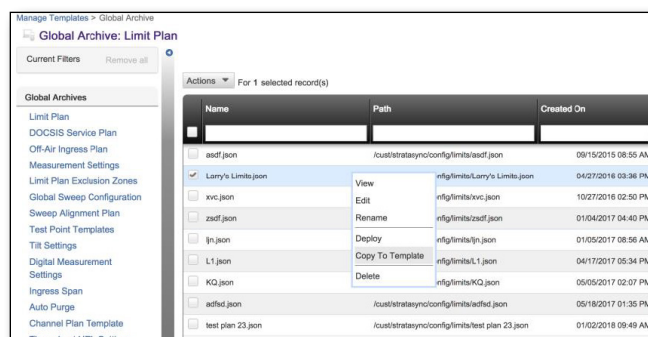 Manage Templates > Global Archive
Global Archive: Limit Plan
Current Filters Remove all
Actions For 1 selected record(s)
Global Archives
Limit Plan
DOCSIS Service Plan
Off-Air Ingress Plan
Measurement Settings
Limit Plan Exclusion Zones
Global Sweep Configuration
Sweep Alignment Plan
Test Point Templates
Tilt Settings
Digital Measurement
Settings
Ingress Span
Auto Purge
Channel Plan Template
Name Path Created On
asdf.json /cust/stratasync/config/limits/asdf.json 09/15/2015 08:55 AM
Larry's Limits.json nfig/limits/Larry's Limits.json 04/27/2016 03:36 PM
xvc.json nfig/limits/xvc.json 10/27/2016 02:50 PM
zsdf.json nfig/limits/zsdf.json 01/04/2017 04:40 PM
ljn.json nfig/limits/ljn.json 01/05/2017 08:56 AM
L1.json nfig/limits/L1.json 04/17/2017 05:34 PM
KQ.json nfig/limits/KQ.json 05/05/2017 02:07 PM
adfsd.json /cust/stratasync/config/limits/adfsd.json 05/18/2017 01:35 PM
test plan 23.json /cust/stratasync/config/limits/test plan 23.json 01/02/2018 09:49 AM
View
Edit
Rename
Deploy
Copy To Template
Delete